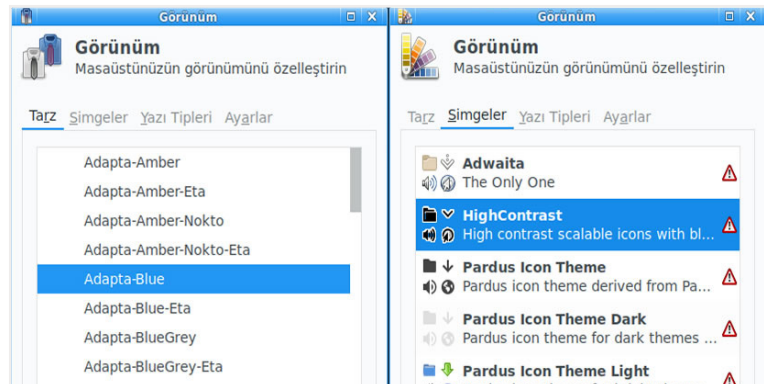 Görünüm
Görünüm
Masaüstünüzün görünümünü özelleştirin
Tarz Simgeler Yazı Tipleri Ayarlar
Adapta-Amber
Adapta-Amber-Eta
Adapta-Amber-Nokto
Adapta-Amber-Nokto-Eta
Adapta-Blue
Adapta-Blue-Eta
Adapta-BlueGrey
Adapta-BlueGrey-Eta
Görünüm
Görünüm
Masaüstünüzün görünümünü özelleştirin
Tarz Simgeler Yazı Tipleri Ayarlar
Adwaita
The Only One
HighContrast
High contrast scalable icons with bl...
Pardus Icon Theme
Pardus icon theme derived from Pa...
Pardus Icon Theme Dark
Pardus icon theme for dark themes ...
Pardus Icon Theme Light